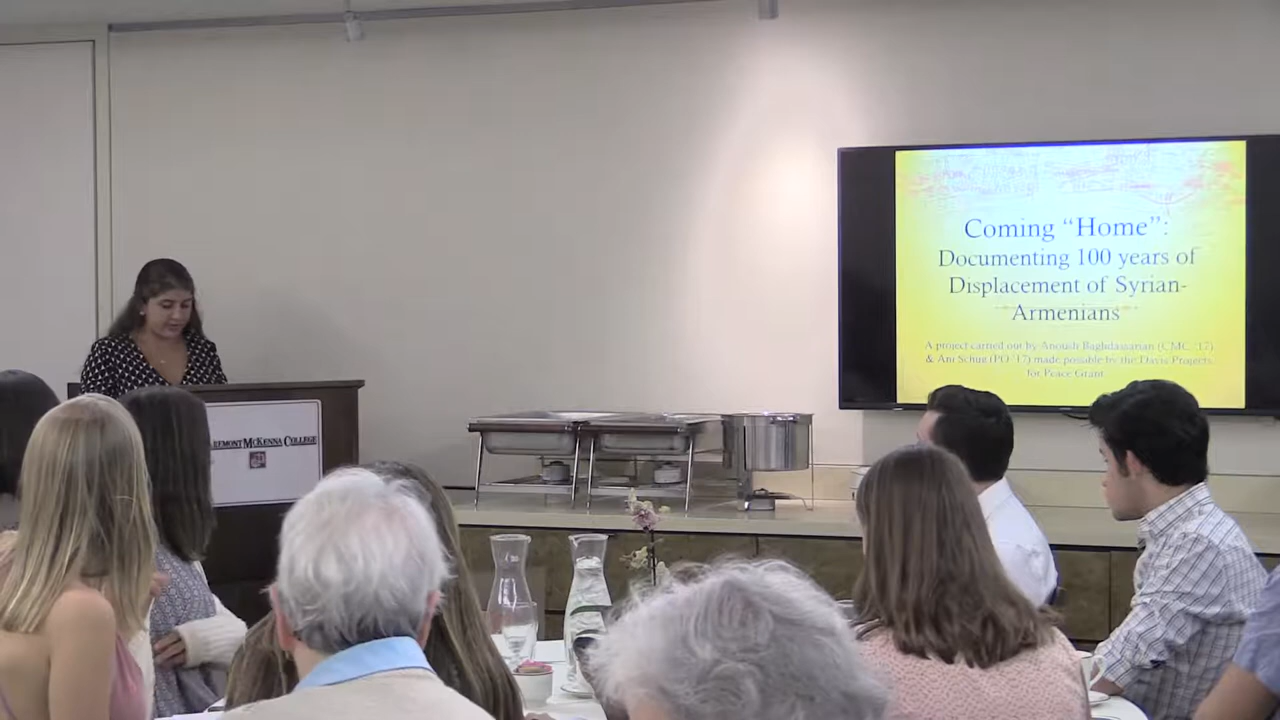 Coming “Home”:
Documenting 100 years of
Displacement of Syrian-
Armenians
A project carried out by Anoush Baghdassarian (CMC '17)
& Ani Schug (PO '17) made possible by the Davis Projects
for Peace Grant
REMONT MCKENNA COLLEGE